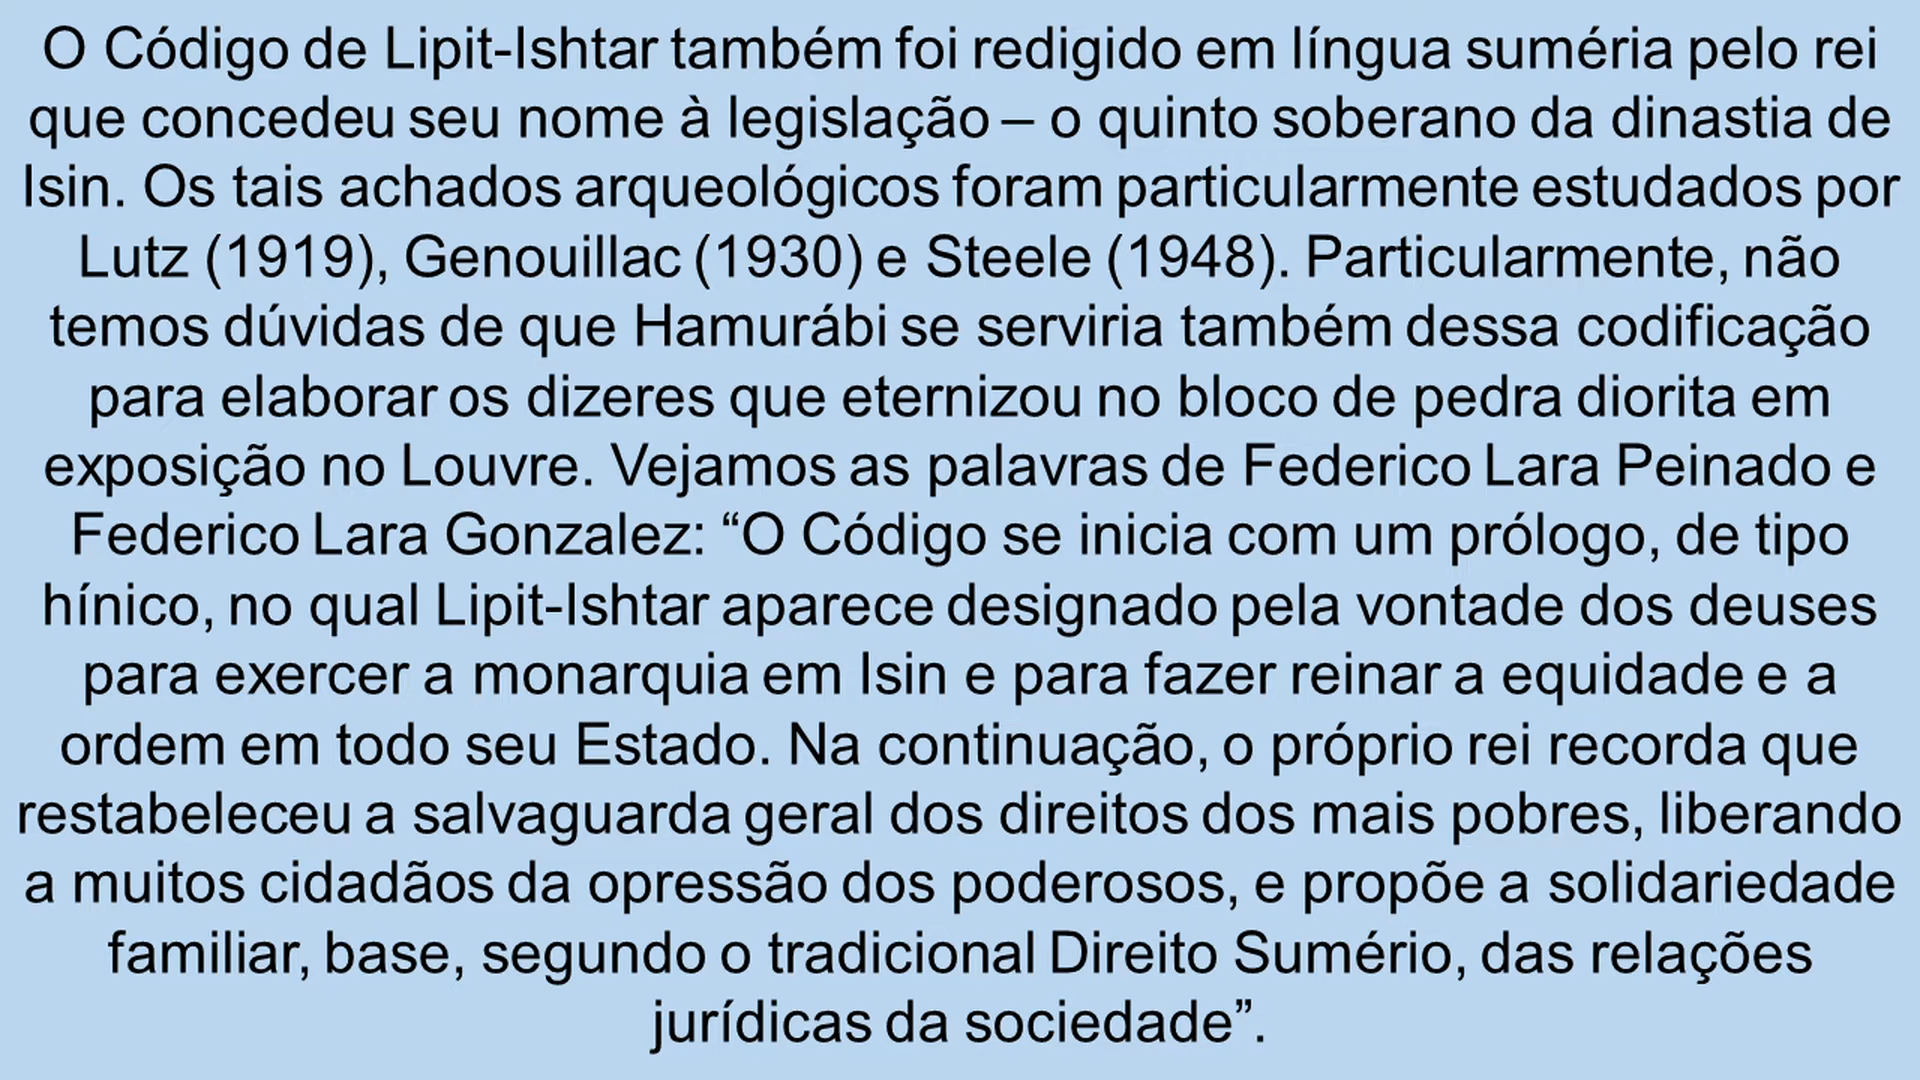 O Código de Lipit-Ishtar também foi redigido em língua suméria pelo rei
que concedeu seu nome à legislação – o quinto soberano da dinastia de
Isin. Os tais achados arqueológicos foram particularmente estudados por
Lutz (1919), Genouillac (1930) e Steele (1948). Particularmente, não
temos dúvidas de que Hamurábi se serviria também dessa codificação
para elaborar os dizeres que eternizou no bloco de pedra diorita em
exposição no Louvre. Vejamos as palavras de Federico Lara Peinado e
Federico Lara Gonzalez: “O Código se inicia com um prólogo, de tipo
hínico, no qual Lipit-Ishtar aparece designado pela vontade dos deuses
para exercer a monarquia em Isin e para fazer reinar a equidade e a
ordem em todo seu Estado. Na continuação, o próprio rei recorda que
restabeleceu a salvaguarda geral dos direitos dos mais pobres, liberando
a muitos cidadãos da opressão dos poderosos, e propõe a solidariedade
familiar, base, segundo o tradicional Direito Sumério, das relações
jurídicas da sociedade”.